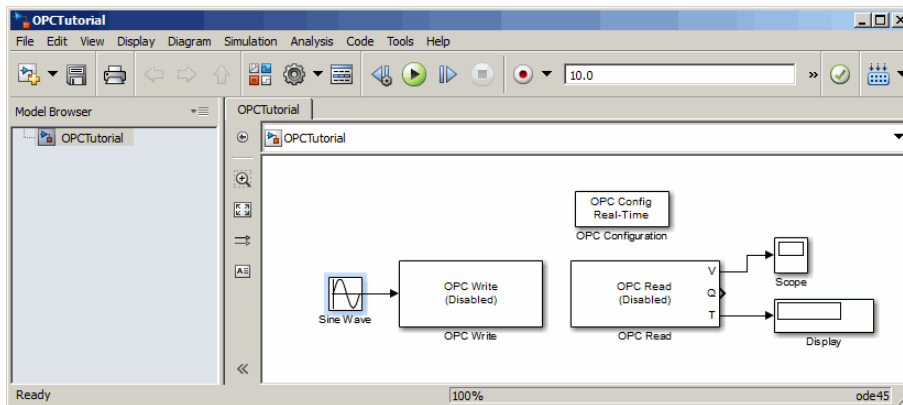 OPCTutorial
File Edit View Display Diagram Simulation Analysis Code Tools Help
10.0
»
Model Browser
OPCTutorial
OPCTutorial
OPCTutorial
OPC Config
Real-Time
OPC Configuration
Sine Wave
OPC Write
(Disabled)
OPC Write
OPC Read
(Disabled)
V
Q
T
OPC Read
Scope
Display
Ready 100% ode45